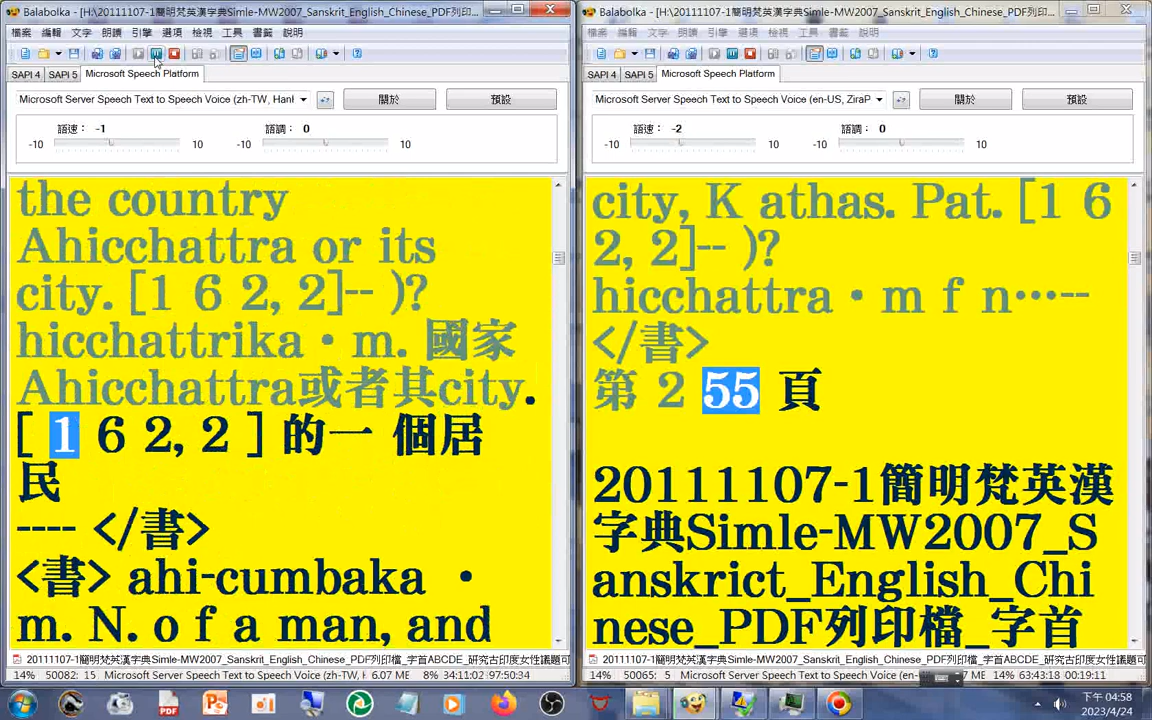 Balabolka - [H:\20111107-1簡明梵英漢字典Simle-MW2007_Sanskrit_English_Chinese_PDF列印...
檔案 編輯 文字 朗讀 引擎 選項 檢視 工具 書籤 說明
SAPI 4 SAPI 5 Microsoft Speech Platform
Microsoft Server Speech Text to Speech Voice (zh-TW, Hanl 關於 預設
語速: -1 語調: 0
-10 10 -10 10
the country
Ahicchattra or its
city. [1 6 2, 2]-- )?
hicchattrika • m. 國家
Ahicchattra或者其city.
[ 1 6 2, 2 ] 的一 個居
民
---- </書>
<書> ahi-cumbaka •
m. N. o f a man, and
20111107-1簡明梵英漢字典Simle-MW2007_Sanskrit_English_Chinese_PDF列印檔_字首ABCDE_研究古印度女性議題可
14% 50082: 15 Microsoft Server Speech Text to Speech Voice (zh-TW, H 6.07 ME 8% 34:11:02 97:50:34
Balabolka - [H:\20111107-1簡明梵英漢字典Simle-MW2007_Sanskrit_English_Chinese_PDF列印...
檔案 編輯 文字 朗讀 引擎 選項 檢視 工具 書籤 說明
SAPI 4 SAPI 5 Microsoft Speech Platform
Microsoft Server Speech Text to Speech Voice (en-US, ZiraP 關於 預設
語速: -2 語調: 0
-10 10 -10 10
city, K athas. Pat. [1 6
2, 2]-- )?
hicchattra • m f n…--
</書>
第 2 55 頁
20111107-1簡明梵英漢
字典Simle-MW2007_S
anskrict_English_Chi
nese_PDF列印檔_字首
20111107-1簡明梵英漢字典Simle-MW2007_Sanskrit_English_Chinese_PDF列印檔_字首ABCDE_研究古印度女性議題可
14% 50065: 5 Microsoft Server Speech Text to Speech Voice (en- ME 14% 63:43:18 00:19:11
PDF
下午 04:58
2023/4/24